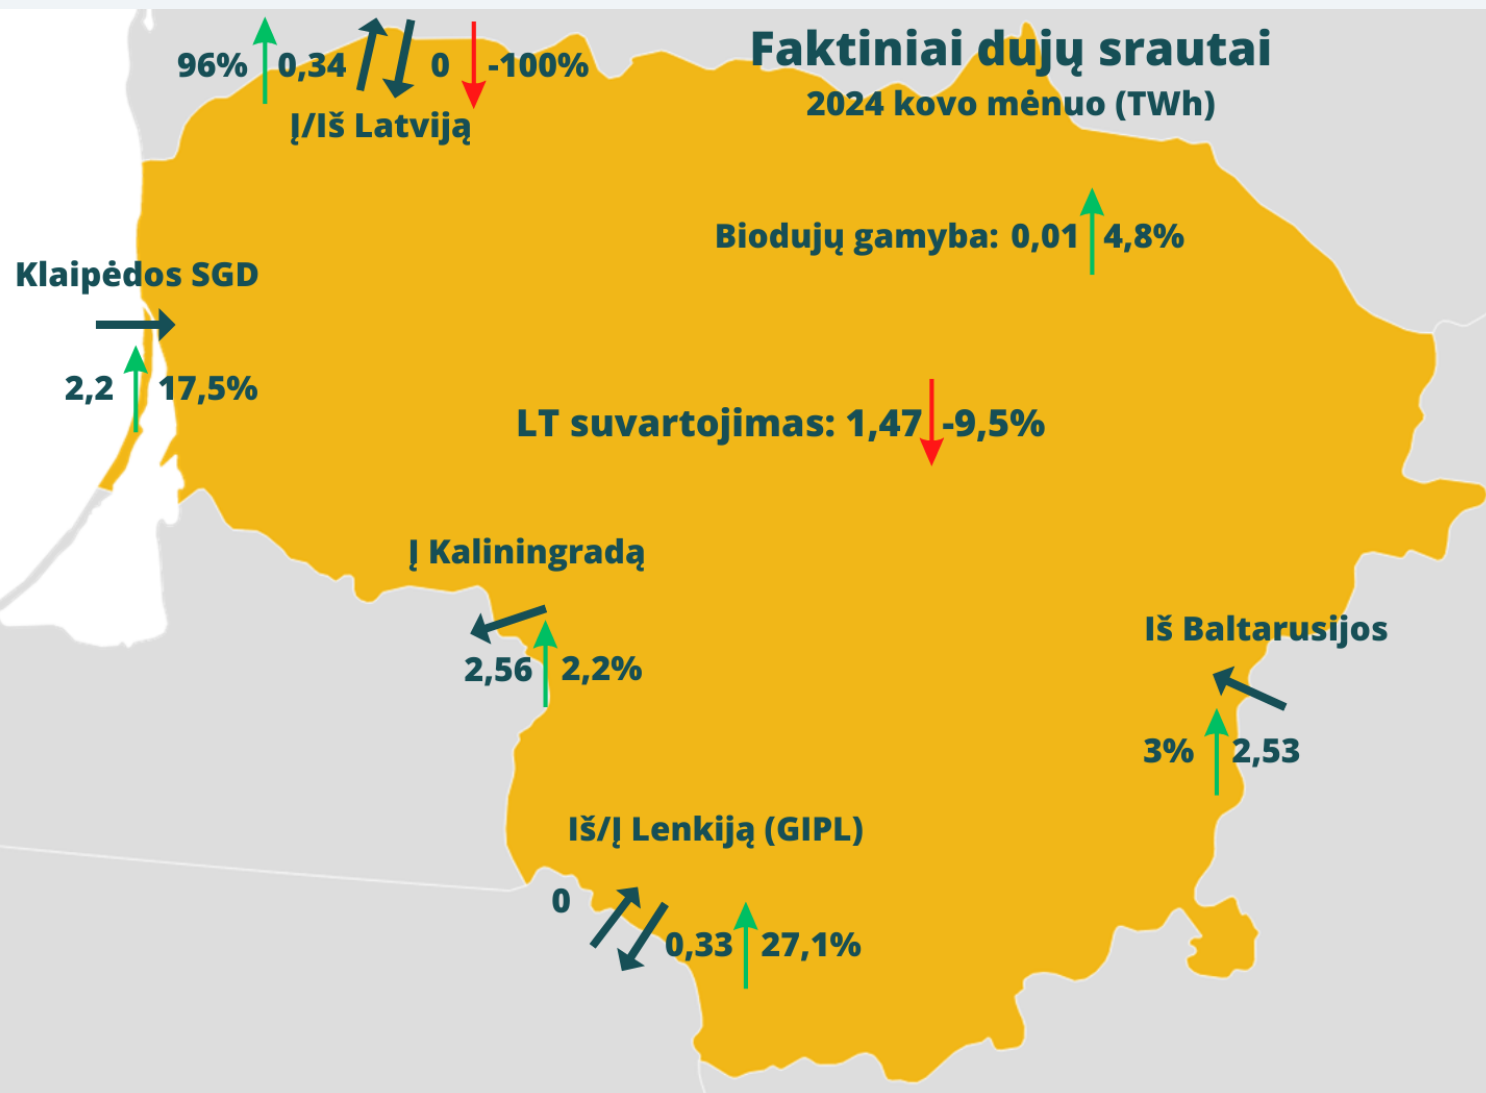 Faktiniai dujų srautai
2024 kovo mėnuo (TWh)
96% 0,34 0 -100%
Į/Iš Latviją
Biodujų gamyba: 0,01 4,8%
Klaipėdos SGD
2,2 17,5%
LT suvartojimas: 1,47 -9,5%
Į Kaliningradą
2,56 2,2%
Iš Baltarusijos
3% 2,53
Iš/Į Lenkiją (GIPL)
0
0,33 27,1%